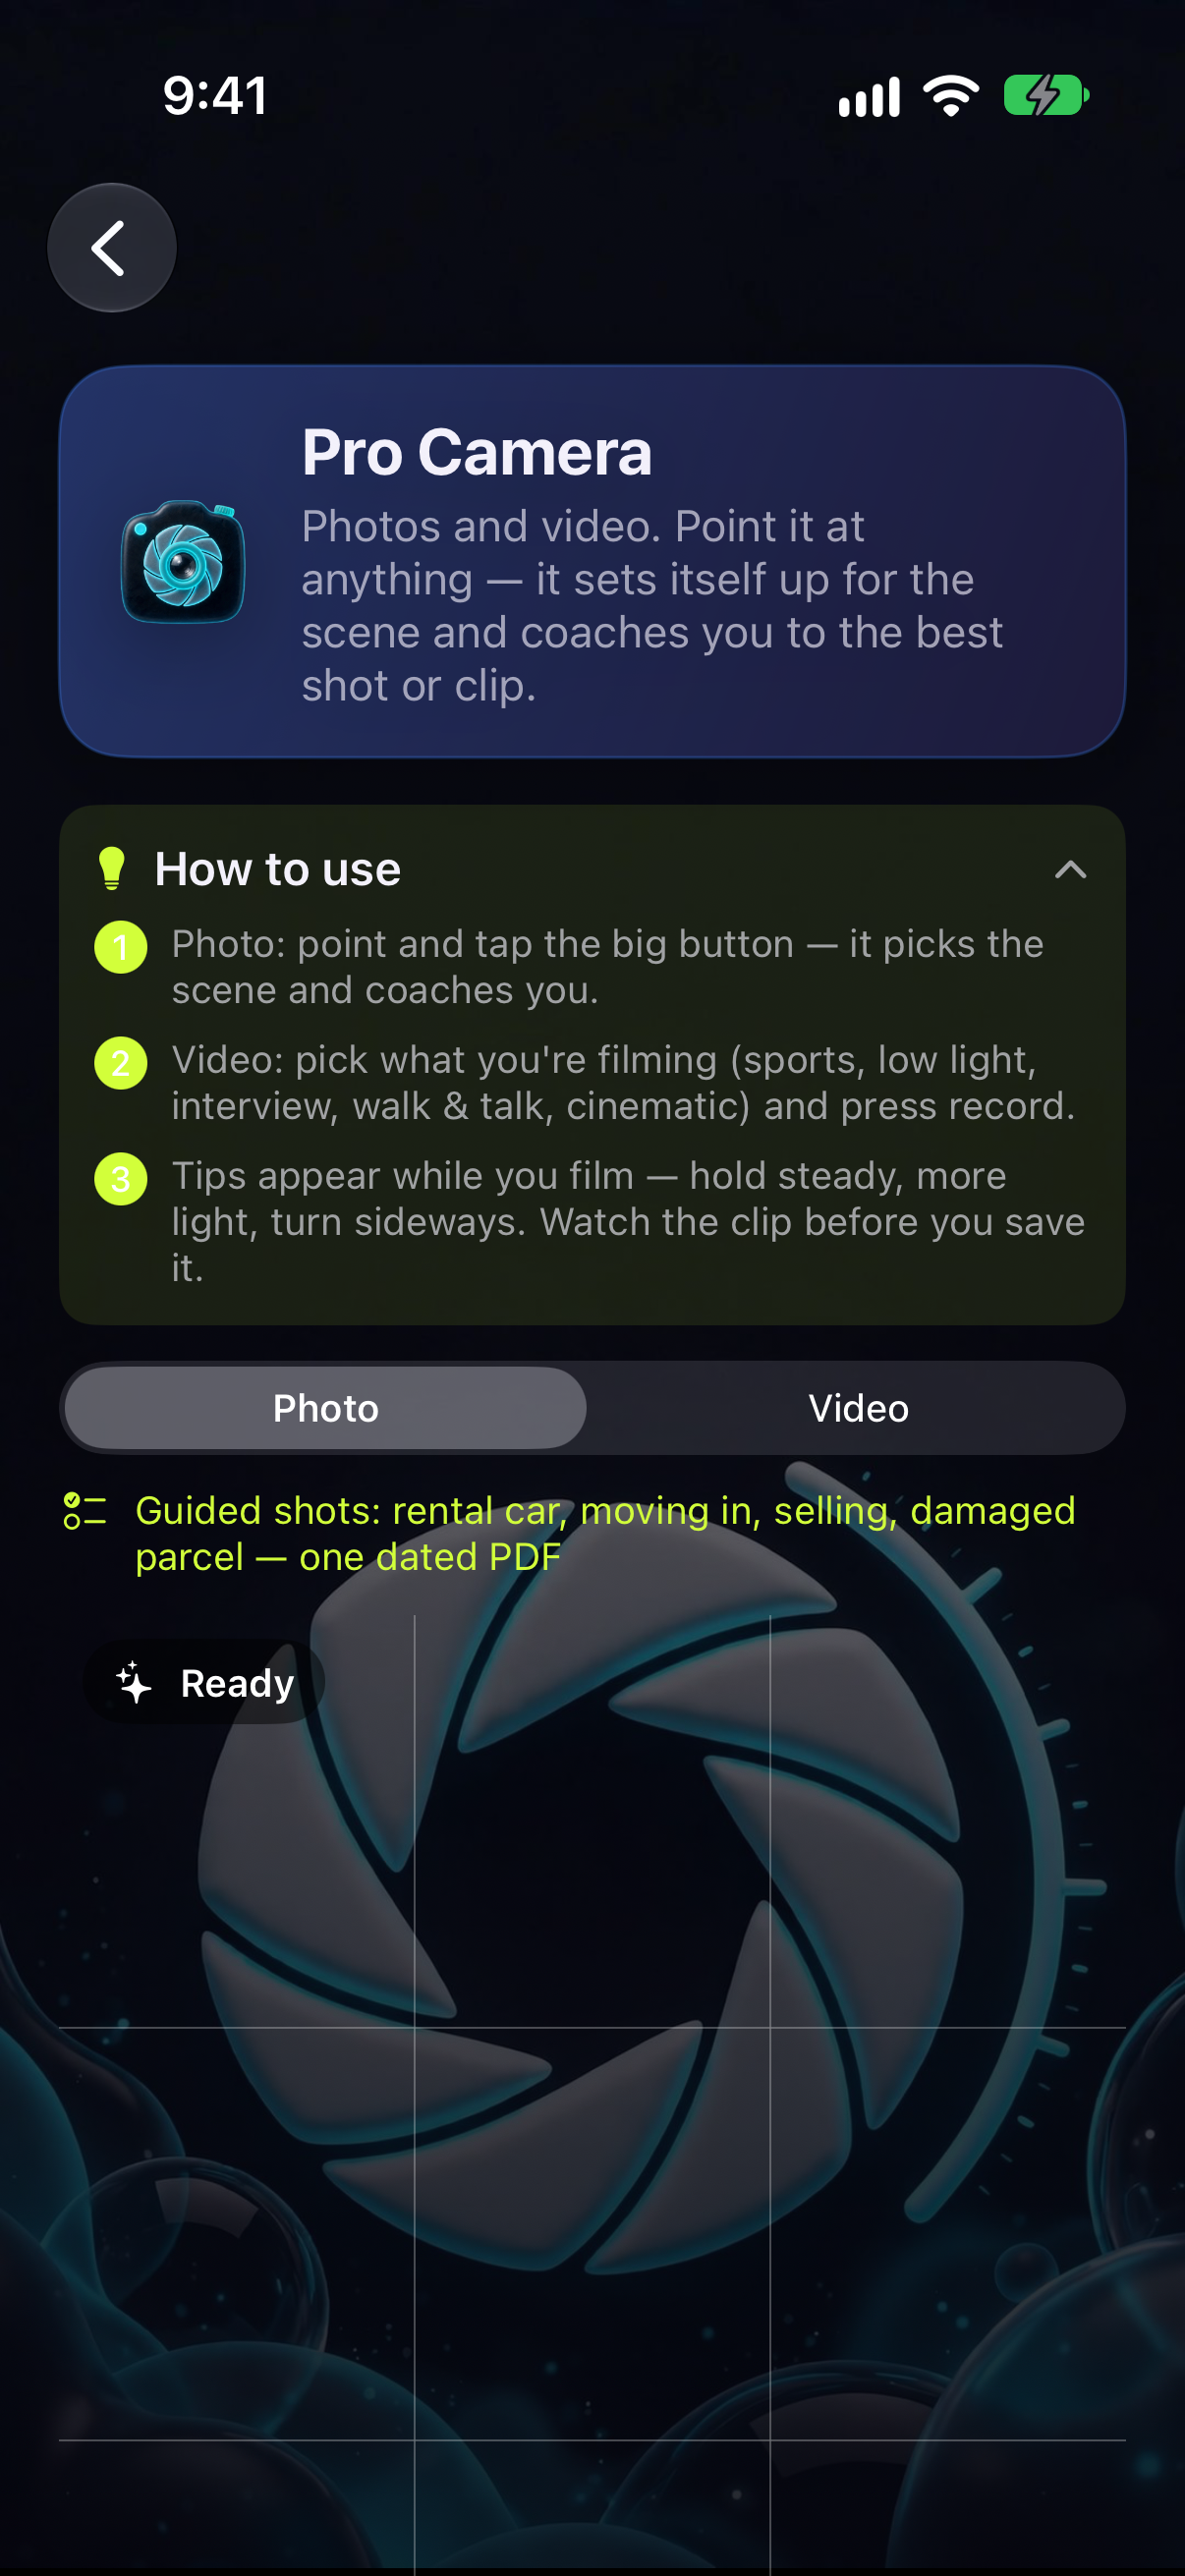 9:41
Pro Camera
Photos and video. Point it at
anything — it sets itself up for the
scene and coaches you to the best
shot or clip.
How to use
1 Photo: point and tap the big button — it picks the
scene and coaches you.
2 Video: pick what you're filming (sports, low light,
interview, walk & talk, cinematic) and press record.
3 Tips appear while you film — hold steady, more
light, turn sideways. Watch the clip before you save
it.
Photo Video
Guided shots: rental car, moving in, selling, damaged
parcel — one dated PDF
Ready